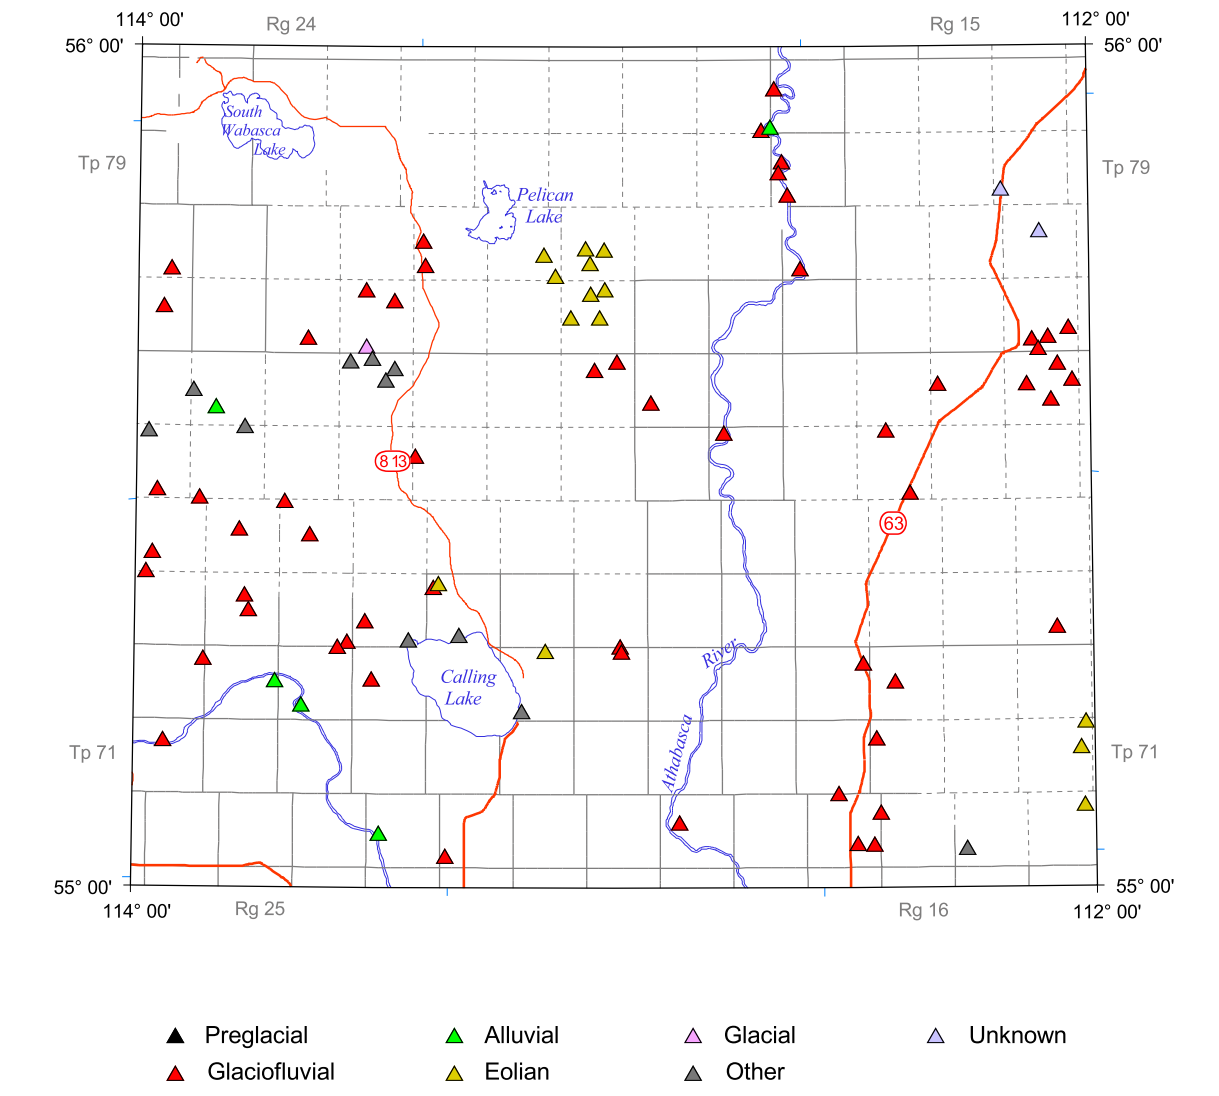 114° 00'
Rg 24
Rg 15
112° 00'
56° 00'
56° 00'
South
Wabasca
Lake
Tp 79
Tp 79
Pelican
Lake
8 13
63
River
Calling
Lake
Athabasca
Tp 71
Tp 71
55° 00'
55° 00'
114° 00'
Rg 25
Rg 16
112° 00'
Preglacial
Alluvial
Glacial
Unknown
Glaciofluvial
Eolian
Other